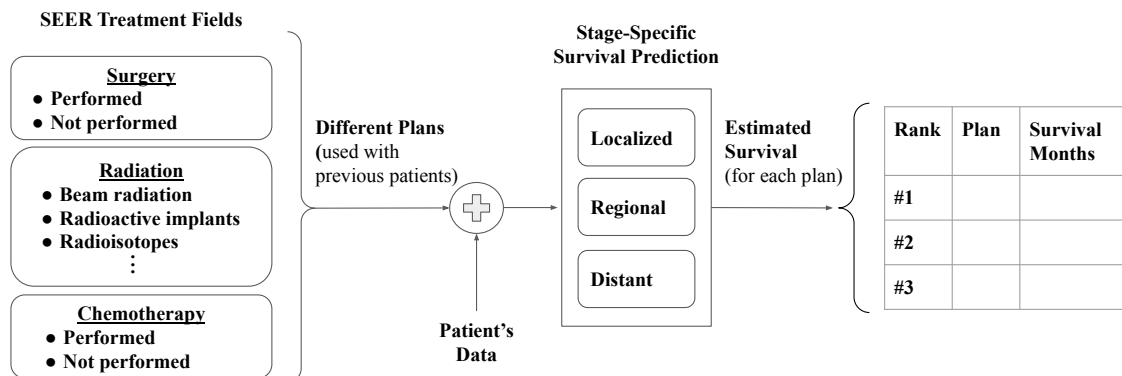 SEER Treatment Fields
Surgery
● Performed
● Not performed
Radiation
● Beam radiation
● Radioactive implants
● Radioisotopes
⋮
Chemotherapy
● Performed
● Not performed
Different Plans
(used with
previous patients)
Patient's
Data
Stage-Specific
Survival Prediction
Localized
Regional
Distant
Estimated
Survival
(for each plan)
Rank Plan Survival
Months
#1
#2
#3